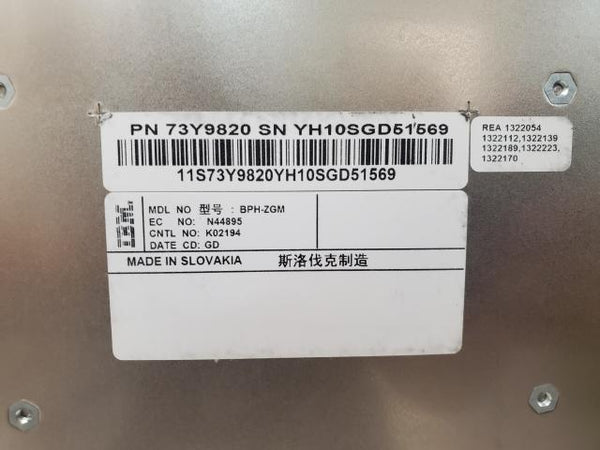 PN 73Y9820 SN YH10SGD51569
11S73Y9820YH10SGD51569
REA 1322054
1322112,1322139
1322189,1322223,
1322170
IBM
MDL NO 型号 : BPH-ZGM
EC NO: N44895
CNTL NO: K02194
DATE CD: GD
MADE IN SLOVAKIA 斯洛伐克制造